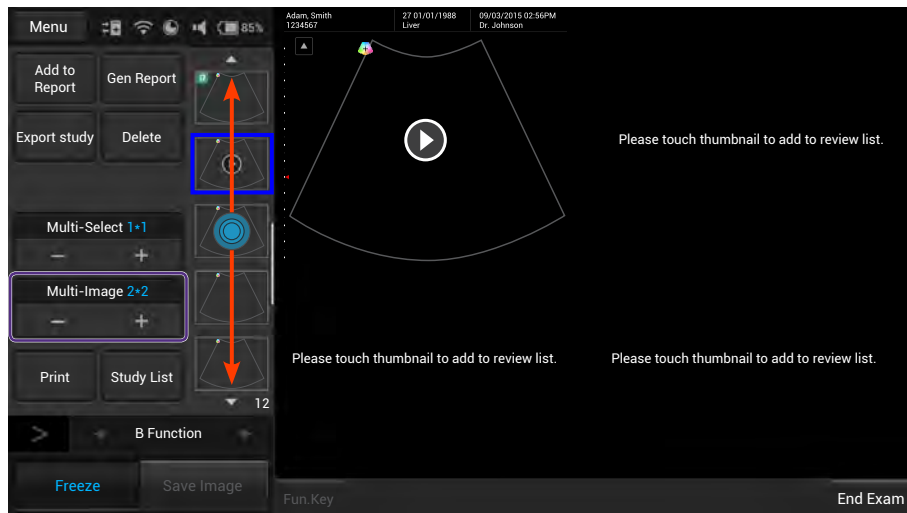 Menu
85%
Add to
Report
Gen Report
Export study
Delete
Multi-Select 1*1
−
+
Multi-Image 2*2
−
+
Print
Study List
12
>
B Function
Freeze
Save Image
Adam, Smith
1234567
27 01/01/1988
Liver
09/03/2015 02:56PM
Dr. Johnson
Please touch thumbnail to add to review list.
Please touch thumbnail to add to review list.
Please touch thumbnail to add to review list.
Fun.Key
End Exam